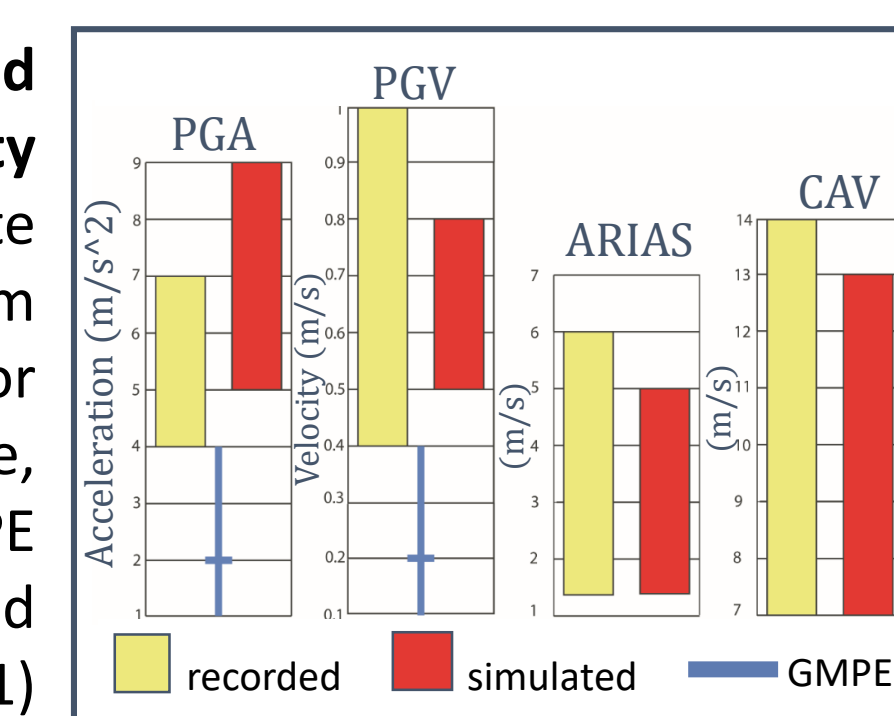 d
ty
te
m
or
e,
PE
d
1)
PGA
Acceleration (m/s^2)
9
8
7
6
5
4
3
2
1
PGV
Velocity (m/s)
1
0.9
0.8
0.7
0.6
0.5
0.4
0.3
0.2
0.1
ARIAS
(m/s)
7
6
5
4
3
2
1
CAV
(m/s)
14
13
12
11
10
9
8
7
recorded
simulated
GMPE